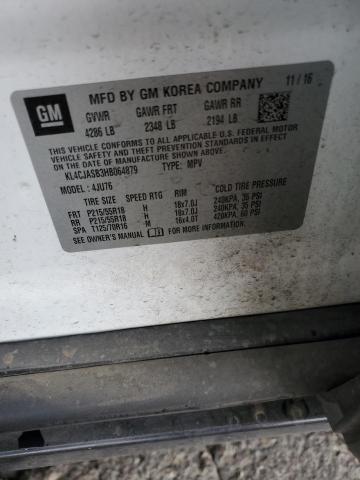 GM
MFD BY GM KOREA COMPANY
11/16
GVWR GAWR FRT GAWR RR
4286 LB 2348 LB 2194 LB
THIS VEHICLE CONFORMS TO ALL APPLICABLE U.S. FEDERAL MOTOR
VEHICLE SAFETY, BUMPER, AND THEFT PREVENTION STANDARDS IN
EFFECT ON THE DATE OF MANUFACTURE SHOWN ABOVE.
KL4CJASB3HB064879 TYPE: MPV
MODEL: 4JU76
TIRE SIZE SPEED RTG RIM COLD TIRE PRESSURE
FRT P215/55R18 H 18x7.0J 240KPA, 35 PSI
RR P215/55R18 H 18x7.0J 240KPA, 35 PSI
SPA T125/70R16 M 16x4.0T 420KPA, 60 PSI
SEE OWNER'S MANUAL FOR MORE INFORMATION.